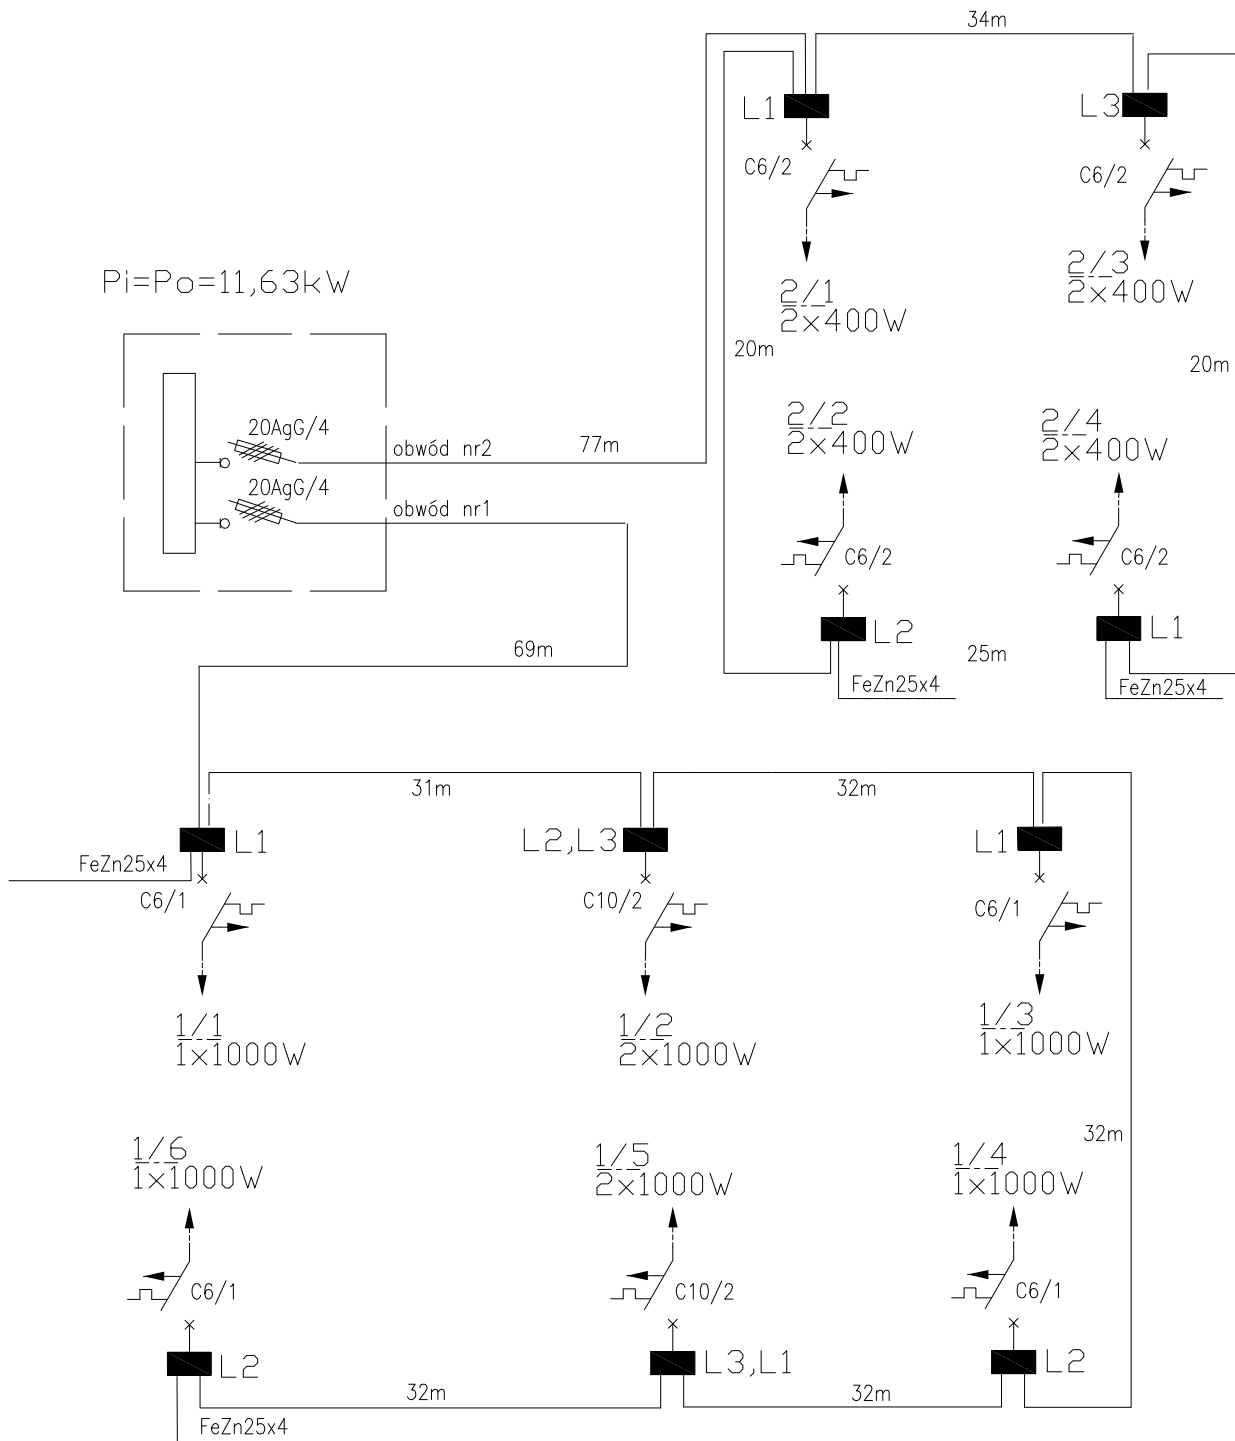 34m
L1
L3
C6/2
C6/2
2/1
2x400W
2/3
2x400W
Pi=Po=11,63kW
20m
20m
20AgG/4
obwód nr2
77m
20AgG/4
obwód nr1
2/2
2x400W
2/4
2x400W
C6/2
C6/2
L2
L1
69m
25m
FeZn25x4
FeZn25x4
31m
32m
L1
L2,L3
L1
FeZn25x4
C6/1
C10/2
C6/1
1/1
1x1000W
1/2
2x1000W
1/3
1x1000W
32m
1/6
1x1000W
1/5
2x1000W
1/4
1x1000W
C6/1
C10/2
C6/1
L2
L3,L1
L2
32m
32m
FeZn25x4